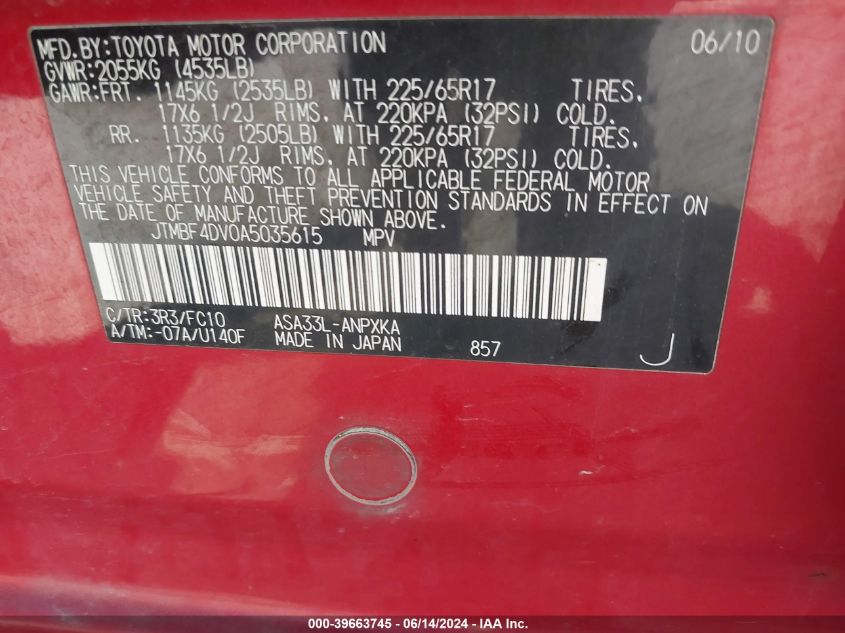 MFD.BY:TOYOTA MOTOR CORPORATION 06/10
GVWR:2055KG (4535LB)
GAWR:FRT. 1145KG (2535LB) WITH 225/65R17 TIRES.
17X6 1/2J RIMS, AT 220KPA (32PSI) COLD.
RR. 1135KG (2505LB) WITH 225/65R17 TIRES.
17X6 1/2J RIMS, AT 220KPA (32PSI) COLD.
THIS VEHICLE CONFORMS TO ALL APPLICABLE FEDERAL MOTOR
VEHICLE SAFETY AND THEFT PREVENTION STANDARDS IN EFFECT ON
THE DATE OF MANUFACTURE SHOWN ABOVE.
JTMBF4DV0A5035615 MPV
C/TR:3R3/FC10 ASA33L-ANPXKA
A/TM:-07A/U140F MADE IN JAPAN 857 J
000-39663745 - 06/14/2024 - IAA Inc.